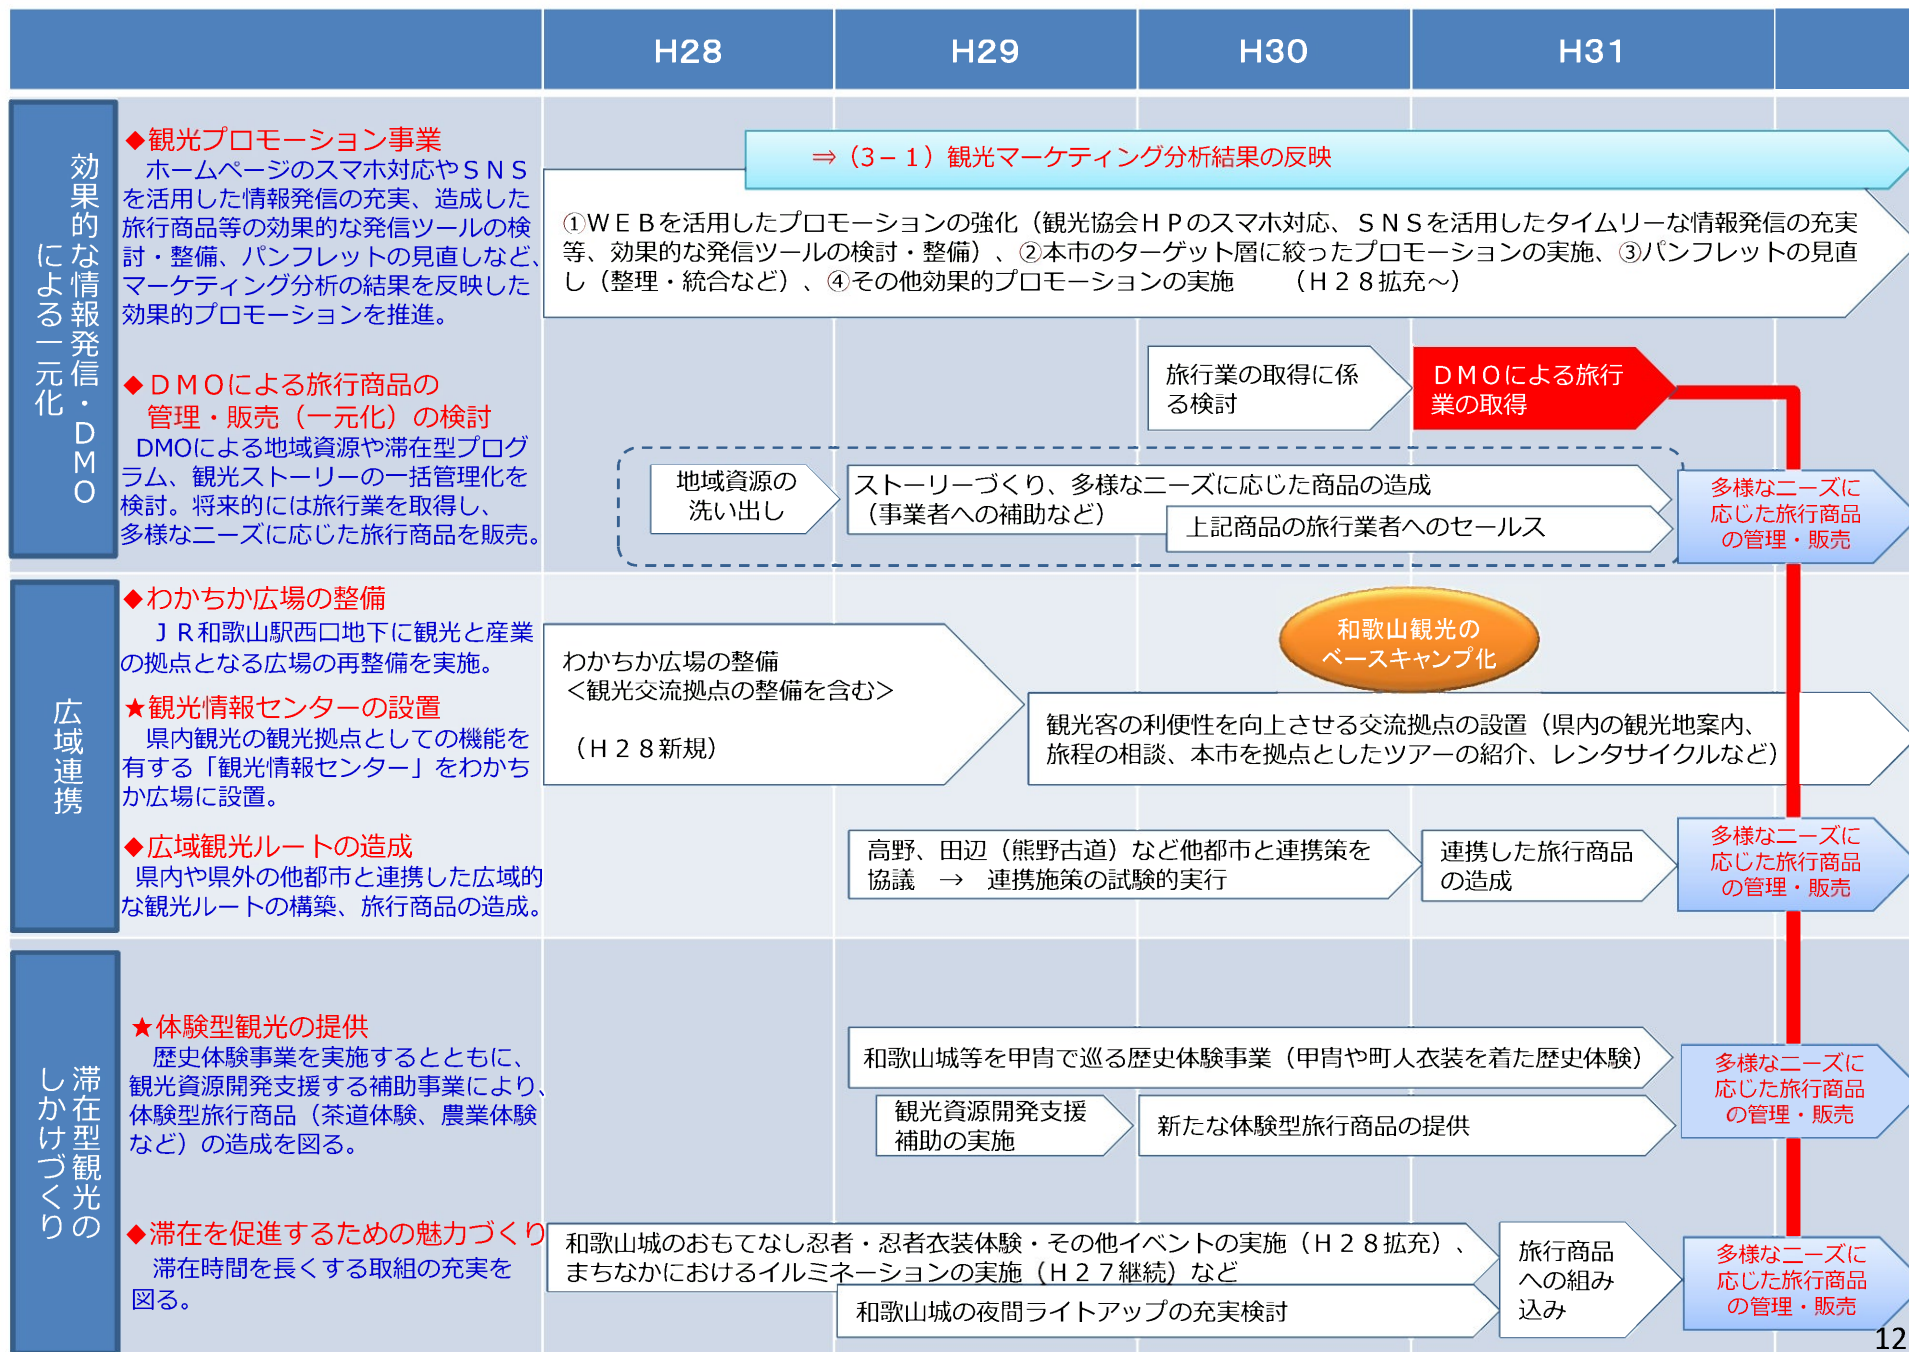 H28
H29
H30
H31
効果的な情報発信・DMO
による一元化
◆観光プロモーション事業
ホームページのスマホ対応やＳＮＳ
を活用した情報発信の充実、造成した
旅行商品等の効果的な発信ツールの検
討・整備、パンフレットの見直しなど、
マーケティング分析の結果を反映した
効果的プロモーションを推進。
⇒（3－1）観光マーケティング分析結果の反映
①ＷＥＢを活用したプロモーションの強化（観光協会ＨＰのスマホ対応、ＳＮＳを活用したタイムリーな情報発信の充実
等、効果的な発信ツールの検討・整備）、②本市のターゲット層に絞ったプロモーションの実施、③パンフレットの見直
し（整理・統合など）、④その他効果的プロモーションの実施　　（Ｈ２８拡充～）
◆ＤＭＯによる旅行商品の
管理・販売（一元化）の検討
DMOによる地域資源や滞在型プログ
ラム、観光ストーリーの一括管理化を
検討。将来的には旅行業を取得し、
多様なニーズに応じた旅行商品を販売。
旅行業の取得に係
る検討
ＤＭＯによる旅行
業の取得
地域資源の
洗い出し
ストーリーづくり、多様なニーズに応じた商品の造成
（事業者への補助など）
上記商品の旅行業者へのセールス
多様なニーズに
応じた旅行商品
の管理・販売
広域連携
◆わかちか広場の整備
ＪＲ和歌山駅西口地下に観光と産業
の拠点となる広場の再整備を実施。
★観光情報センターの設置
県内観光の観光拠点としての機能を
有する「観光情報センター」をわかち
か広場に設置。
わかちか広場の整備
＜観光交流拠点の整備を含む＞
（Ｈ２８新規）
和歌山観光の
ベースキャンプ化
観光客の利便性を向上させる交流拠点の設置（県内の観光地案内、
旅程の相談、本市を拠点としたツアーの紹介、レンタサイクルなど）
◆広域観光ルートの造成
県内や県外の他都市と連携した広域的
な観光ルートの構築、旅行商品の造成。
高野、田辺（熊野古道）など他都市と連携策を
協議　→　連携施策の試験的実行
連携した旅行商品
の造成
多様なニーズに
応じた旅行商品
の管理・販売
滞在型観光の
しかけづくり
★体験型観光の提供
歴史体験事業を実施するとともに、
観光資源開発支援する補助事業により、
体験型旅行商品（茶道体験、農業体験
など）の造成を図る。
和歌山城等を甲冑で巡る歴史体験事業（甲冑や町人衣装を着た歴史体験）
観光資源開発支援
補助の実施
新たな体験型旅行商品の提供
多様なニーズに
応じた旅行商品
の管理・販売
◆滞在を促進するための魅力づくり
滞在時間を長くする取組の充実を
図る。
和歌山城のおもてなし忍者・忍者衣装体験・その他イベントの実施（Ｈ２８拡充）、
まちなかにおけるイルミネーションの実施（Ｈ２７継続）など
和歌山城の夜間ライトアップの充実検討
旅行商品
への組み
込み
多様なニーズに
応じた旅行商品
の管理・販売
12